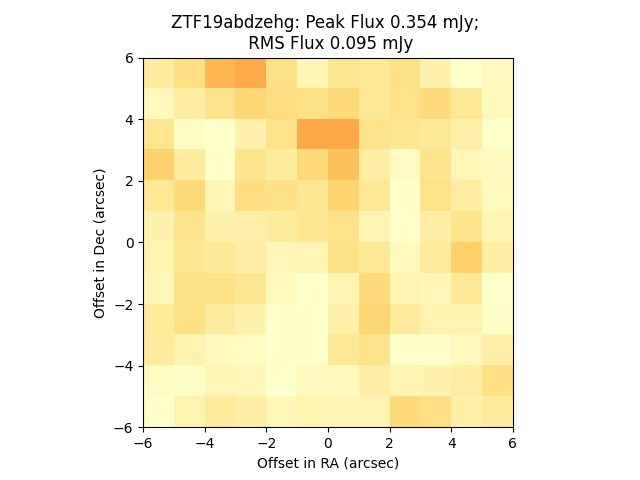 ZTF19abdzehg: Peak Flux 0.354 mJy;
RMS Flux 0.095 mJy
6
4
2
0
−2
−4
−6
−6 −4 −2 0 2 4 6
Offset in Dec (arcsec)
Offset in RA (arcsec)